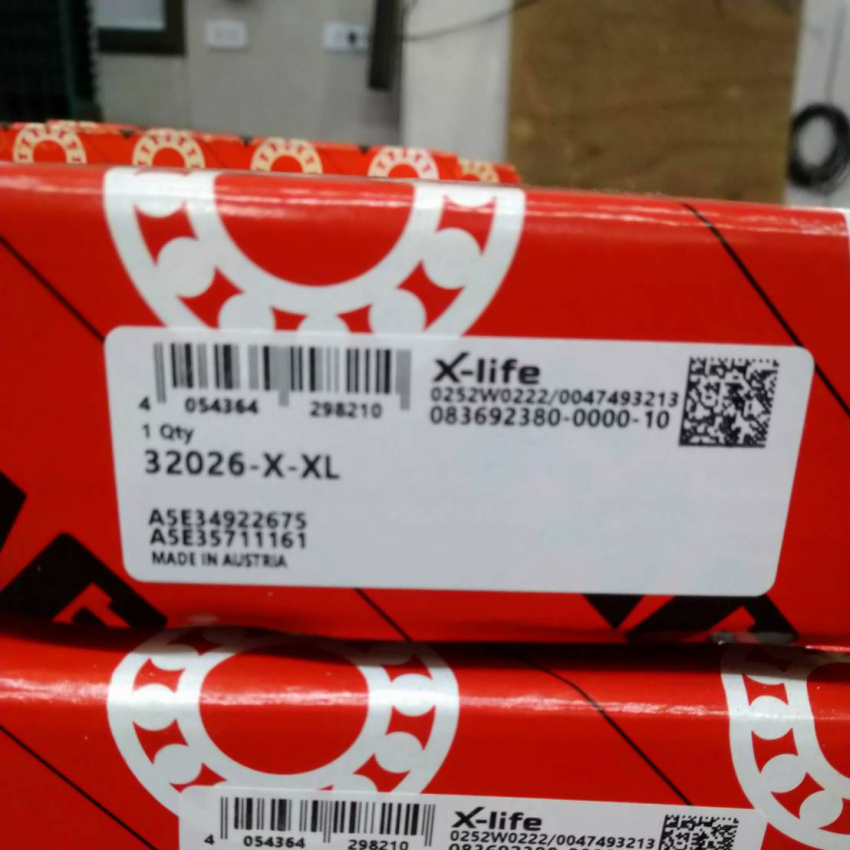 X-life
0252W0222/0047493213
083692380-0000-10
4 054364 298210
1 Qty
32026-X-XL
A5E34922675
A5E35711161
MADE IN AUSTRIA
X-life
0252W0222/0047493213
4 054364 298210